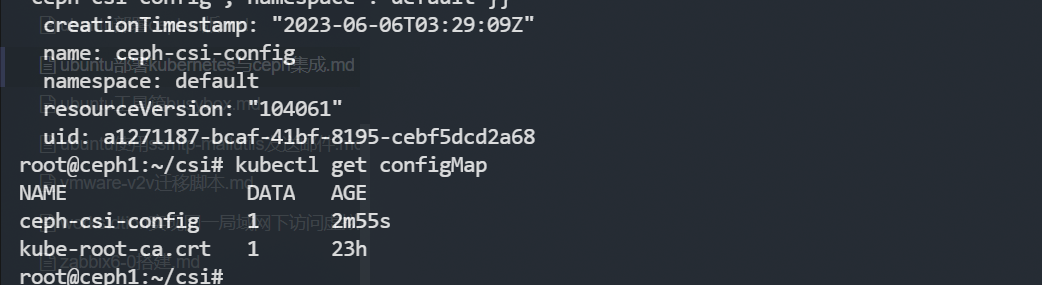 "ceph-csi-config", "namespace":"default"}}
creationTimestamp: "2023-06-06T03:29:09Z"
name: ceph-csi-config
ubuntu部署kubernetes与ceph集成.md
namespace: default
resourceVersion: "104061"
uid: a1271187-bcaf-41bf-8195-cebf5dcd2a68
root@ceph1:~/csi# kubectl get configMap
vmware-v2v迁移脚本.md
NAME DATA AGE
ceph-csi-config 1 2m55s
kube-root-ca.crt 1 23h
zabbix6-0搭建.md
root@ceph1:~/csi#